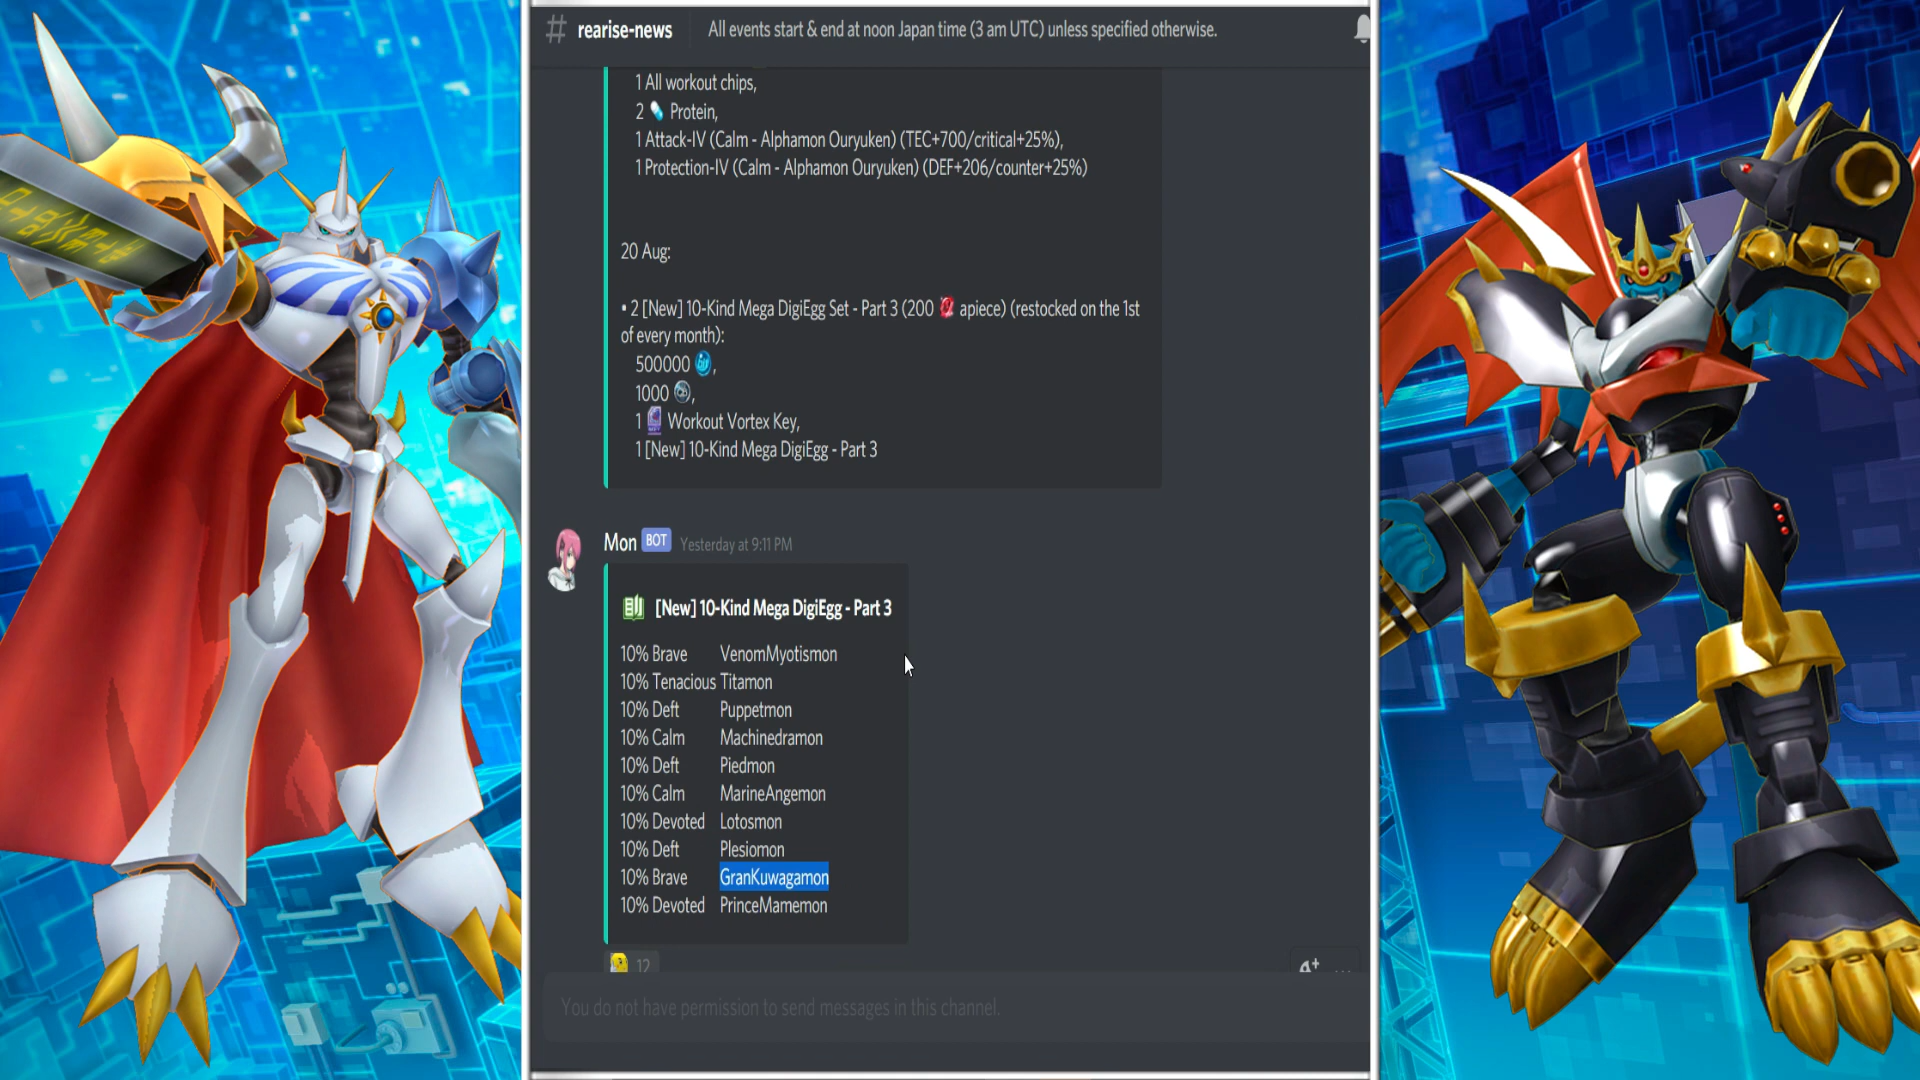 # rearise-news All events start & end at noon Japan time (3 am UTC) unless specified otherwise.
1 All workout chips,
2 Protein,
1 Attack-IV (Calm - Alphamon Ouryuken) (TEC+700/critical+25%),
1 Protection-IV (Calm - Alphamon Ouryuken) (DEF+206/counter+25%)
20 Aug:
• 2 [New] 10-Kind Mega DigiEgg Set - Part 3 (200 apiece) (restocked on the 1st
of every month):
500000 bit,
1000 ,
1 Workout Vortex Key,
1 [New] 10-Kind Mega DigiEgg - Part 3
Mon BOT Yesterday at 9:11 PM
[New] 10-Kind Mega DigiEgg - Part 3
10% Brave VenomMyotismon
10% Tenacious Titamon
10% Deft Puppetmon
10% Calm Machinedramon
10% Deft Piedmon
10% Calm MarineAngemon
10% Devoted Lotosmon
10% Deft Plesiomon
10% Brave GranKuwagamon
10% Devoted PrinceMamemon
12
You do not have permission to send messages in this channel.